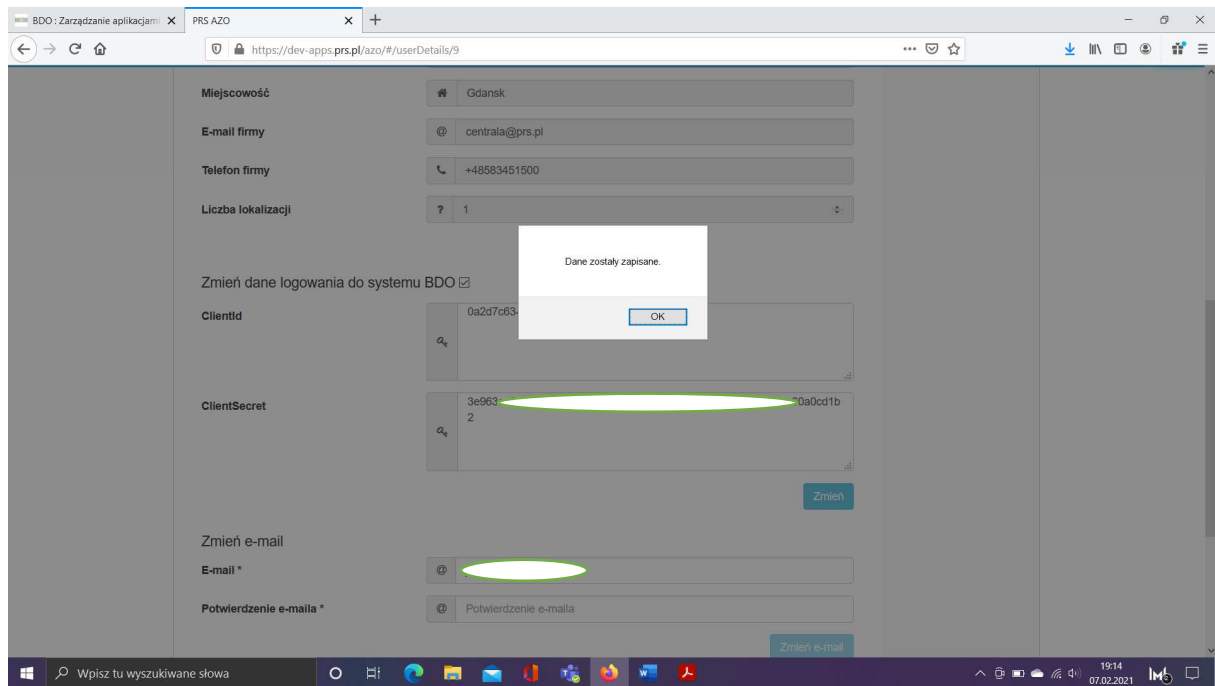 BDO : Zarządzanie aplikacjami
PRS AZO
https://dev-apps.prs.pl/azo/#/userDetails/9
Miejscowość
Gdansk
E-mail firmy
@
centrala@prs.pl
Telefon firmy
+48583451500
Liczba lokalizacji
?
1
Dane zostały zapisane.
OK
Zmień dane logowania do systemu BDO
ClientId
0a2d7c63-
ClientSecret
3e963
0a0cd1b
2
Zmień
Zmień e-mail
E-mail *
@
Potwierdzenie e-maila *
@
Potwierdzenie e-maila
Zmień e-mail
Wpisz tu wyszukiwane słowa
19:14
07.02.2021